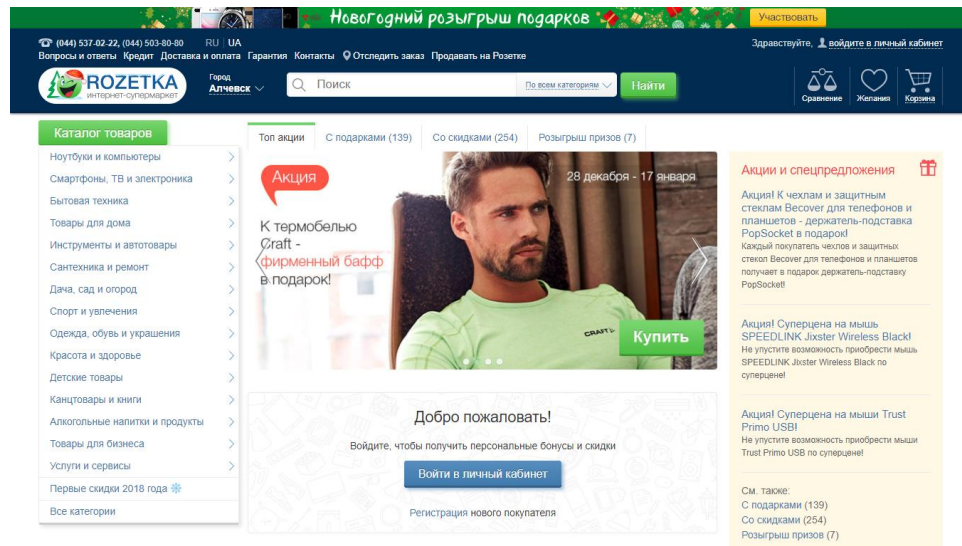 Новогодний розыгрыш подарков
Участвовать
(044) 537-02-22, (044) 503-80-80 RU UA
Здравствуйте, войдите в личный кабинет
Вопросы и ответы Кредит Доставка и оплата Гарантия Контакты Отследить заказ Продавать на Розетке
ROZETKA
интернет-супермаркет
Город
Алчевск
Поиск
По всем категориям
Найти
Сравнение
Желания
Корзина
Каталог товаров
Ноутбуки и компьютеры
Смартфоны, ТВ и электроника
Бытовая техника
Товары для дома
Инструменты и автотовары
Сантехника и ремонт
Дача, сад и огород
Спорт и увлечения
Одежда, обувь и украшения
Красота и здоровье
Детские товары
Канцтовары и книги
Алкогольные напитки и продукты
Товары для бизнеса
Услуги и сервисы
Первые скидки 2018 года
Все категории
Топ акции С подарками (139) Со скидками (254) Розыгрыш призов (7)
Акция
28 декабря - 17 января
К термобелью
Craft -
фирменный бафф
в подарок!
CRAFT
Купить
Добро пожаловать!
Войдите, чтобы получить персональные бонусы и скидки
Войти в личный кабинет
Регистрация нового покупателя
Акции и спецпредложения
Акция! К чехлам и защитным
стеклам Becover для телефонов и
планшетов - держатель-подставка
PopSocket в подарок!
Каждый покупатель чехлов и защитных
стекол Becover для телефонов и планшетов
получает в подарок держатель-подставку
PopSocket!
Акция! Суперцена на мышь
SPEEDLINK Jixster Wireless Black!
Не упустите возможность приобрести мышь
SPEEDLINK Jixster Wireless Black по
суперцене!
Акция! Суперцена на мыши Trust
Primo USB!
Не упустите возможность приобрести мыши
Trust Primo USB по суперцене!
См. также:
С подарками (139)
Со скидками (254)
Розыгрыш призов (7)